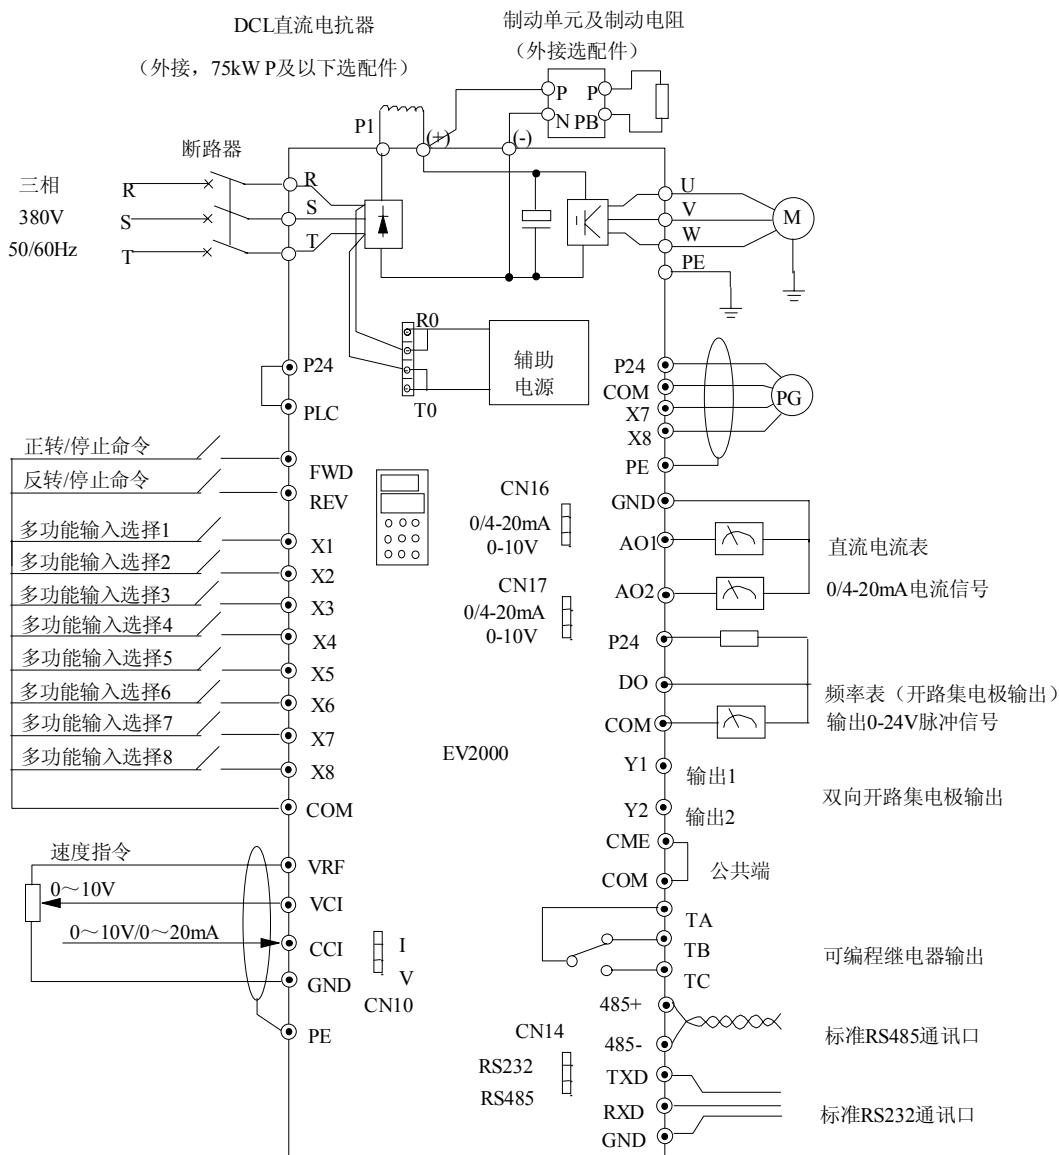 DCL直流电抗器
（外接，75kW P及以下选配件）
制动单元及制动电阻
（外接选配件）
P
P
N
PB
P1
(+)
(-)
断路器
三相
380V
50/60Hz
R
S
T
R
S
T
U
V
W
PE
M
R0
T0
辅助
电源
P24
PLC
P24
COM
X7
X8
PE
PG
正转/停止命令
FWD
反转/停止命令
REV
多功能输入选择1
X1
多功能输入选择2
X2
多功能输入选择3
X3
多功能输入选择4
X4
多功能输入选择5
X5
多功能输入选择6
X6
多功能输入选择7
X7
多功能输入选择8
X8
COM
CN16
0/4-20mA
0-10V
CN17
0/4-20mA
0-10V
GND
AO1
直流电流表
AO2
0/4-20mA电流信号
P24
DO
频率表（开路集电极输出）
COM
输出0-24V脉冲信号
EV2000
Y1
输出1
Y2
输出2
双向开路集电极输出
CME
COM
公共端
速度指令
VRF
0～10V
VCI
0～10V/0～20mA
CCI
GND
PE
I
V
CN10
TA
TB
TC
可编程继电器输出
CN14
RS232
RS485
485+
485-
标准RS485通讯口
TXD
RXD
GND
标准RS232通讯口